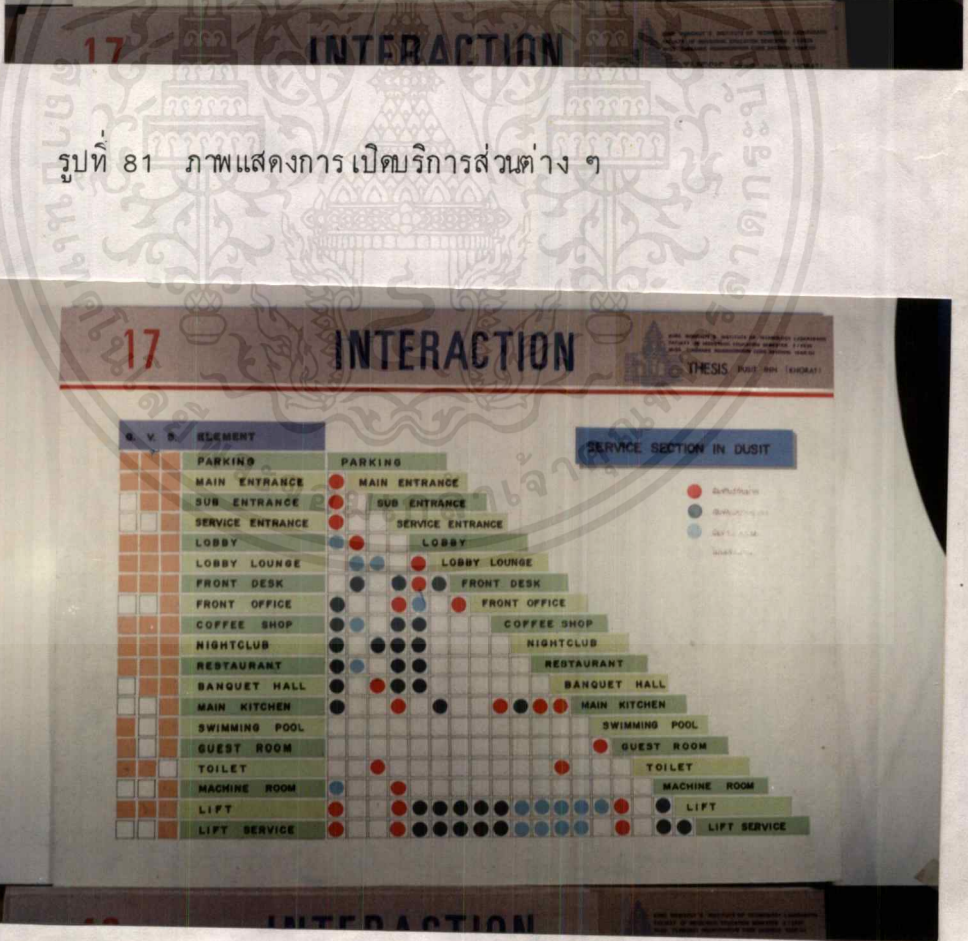 17 INTERACTION
รูปที่ 81 ภาพแสดงการเปิดบริการส่วนต่าง ๆ
17 INTERACTION
THESIS DUSIT INN (KHORAT)
G. V. S. ELEMENT
SERVICE SECTION IN DUSIT
PARKING PARKING
MAIN ENTRANCE MAIN ENTRANCE
SUB ENTRANCE SUB ENTRANCE
SERVICE ENTRANCE SERVICE ENTRANCE
LOBBY LOBBY
LOBBY LOUNGE LOBBY LOUNGE
FRONT DESK FRONT DESK
FRONT OFFICE FRONT OFFICE
COFFEE SHOP COFFEE SHOP
NIGHTCLUB NIGHTCLUB
RESTAURANT RESTAURANT
BANQUET HALL BANQUET HALL
MAIN KITCHEN MAIN KITCHEN
SWIMMING POOL SWIMMING POOL
GUEST ROOM GUEST ROOM
TOILET TOILET
MACHINE ROOM MACHINE ROOM
LIFT LIFT
LIFT SERVICE LIFT SERVICE
INTERACTION